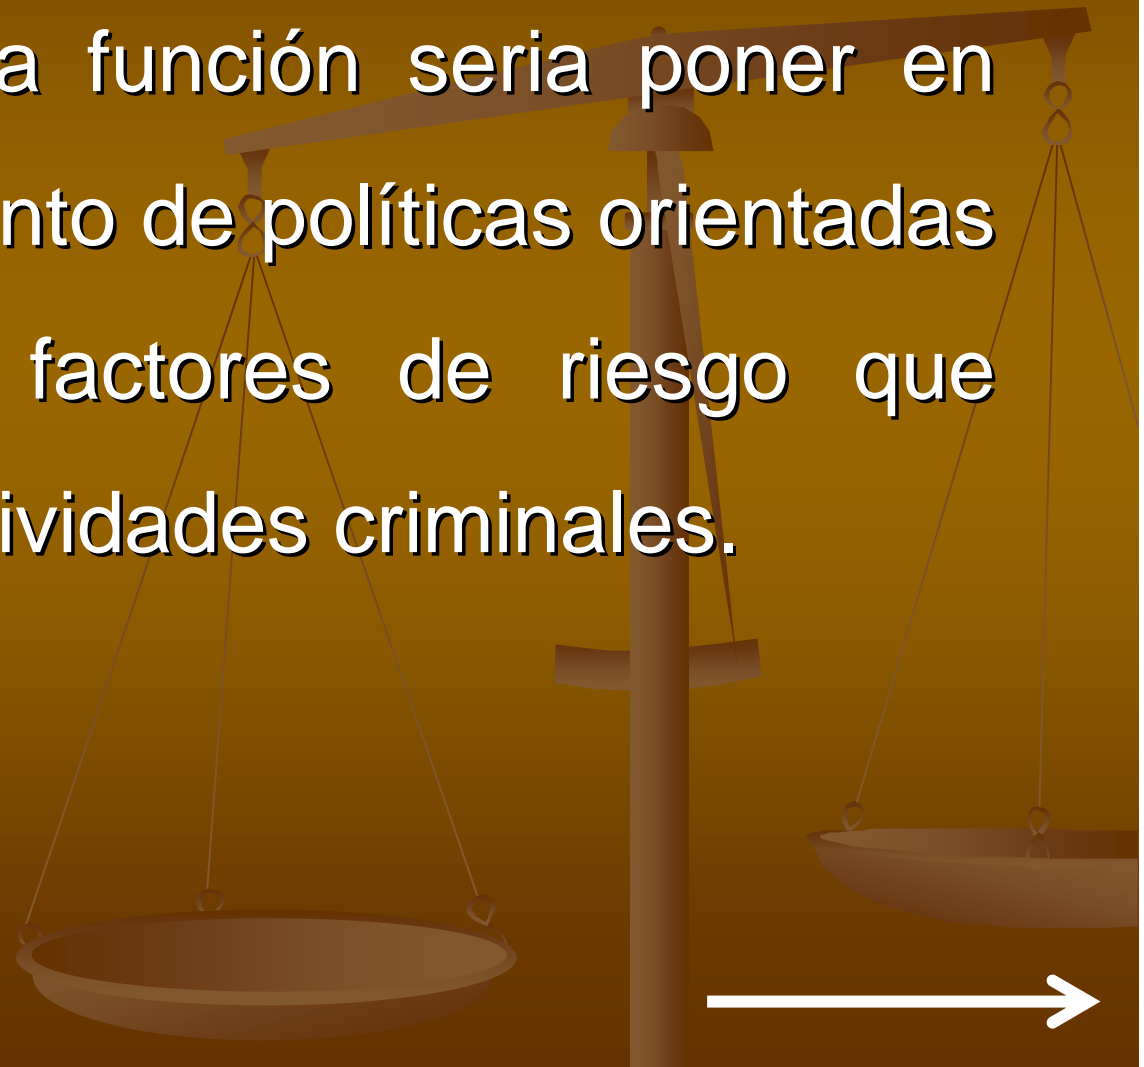 a función seria poner en
nto de políticas orientadas
factores de riesgo que
ividades criminales.